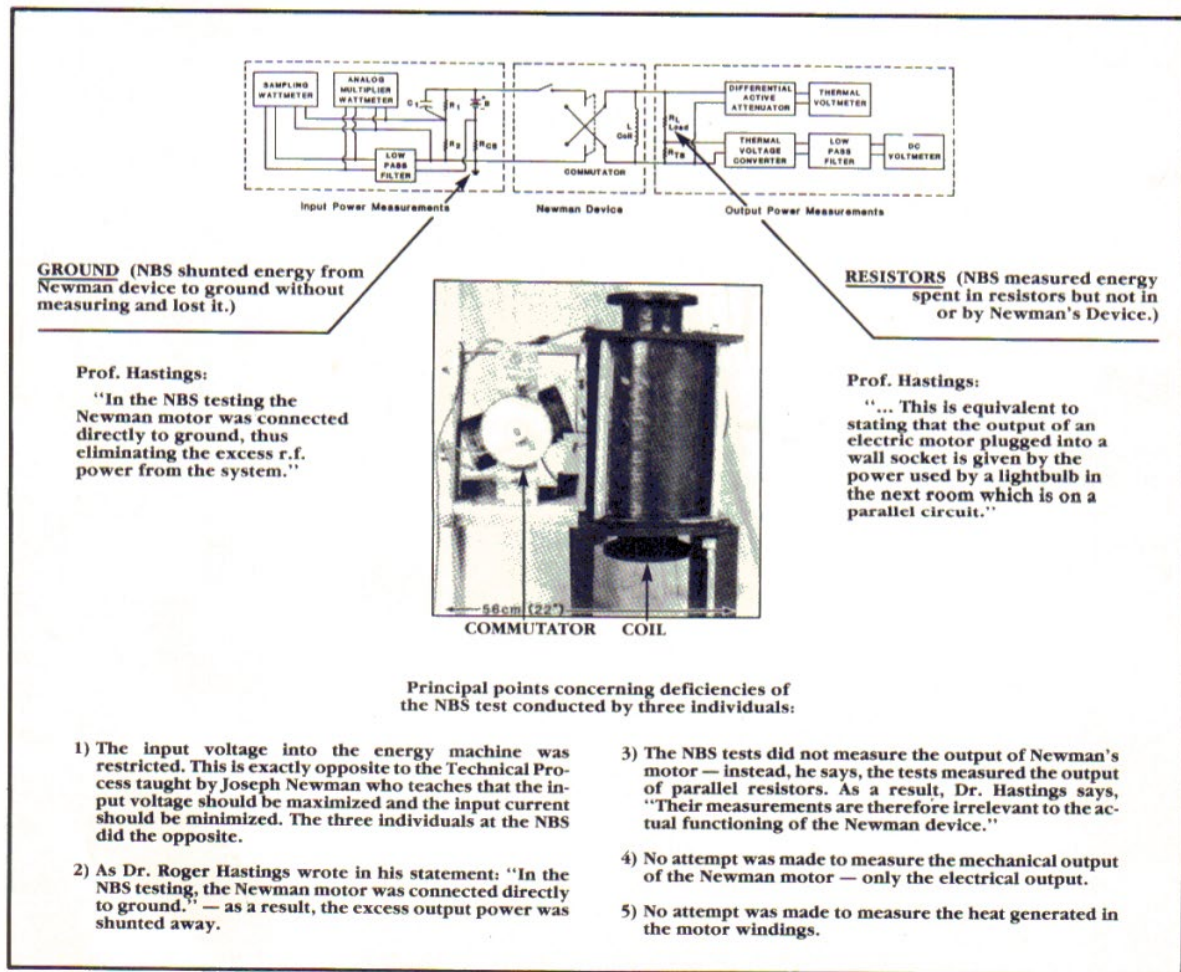 SAMPLING
WATTMETER
ANALOG
MULTIPLIER
WATTMETER
C1
R1
B
R2
RCS
LOW
PASS
FILTER
L
Coil
COMMUTATOR
RL
Load
RTB
DIFFERENTIAL
ACTIVE
ATTENUATOR
THERMAL
VOLTMETER
THERMAL
VOLTAGE
CONVERTER
LOW
PASS
FILTER
DC
VOLTMETER
Input Power Measurements
Newman Device
Output Power Measurements
GROUND (NBS shunted energy from
Newman device to ground without
measuring and lost it.)
RESISTORS (NBS measured energy
spent in resistors but not in
or by Newman's Device.)
Prof. Hastings:
"In the NBS testing the
Newman motor was connected
directly to ground, thus
eliminating the excess r.f.
power from the system."
Prof. Hastings:
"... This is equivalent to
stating that the output of an
electric motor plugged into a
wall socket is given by the
power used by a lightbulb in
the next room which is on a
parallel circuit."
56cm (22")
COMMUTATOR COIL
Principal points concerning deficiencies of
the NBS test conducted by three individuals:
1) The input voltage into the energy machine was
restricted. This is exactly opposite to the Technical Pro-
cess taught by Joseph Newman who teaches that the in-
put voltage should be maximized and the input current
should be minimized. The three individuals at the NBS
did the opposite.
2) As Dr. Roger Hastings wrote in his statement: "In the
NBS testing, the Newman motor was connected directly
to ground." — as a result, the excess output power was
shunted away.
3) The NBS tests did not measure the output of Newman's
motor — instead, he says, the tests measured the output
of parallel resistors. As a result, Dr. Hastings says,
"Their measurements are therefore irrelevant to the ac-
tual functioning of the Newman device."
4) No attempt was made to measure the mechanical output
of the Newman motor — only the electrical output.
5) No attempt was made to measure the heat generated in
the motor windings.